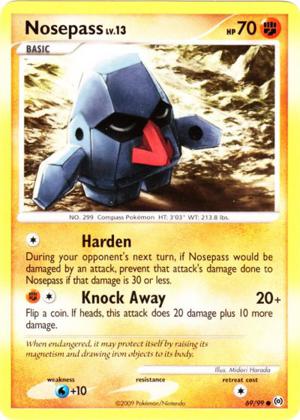 Nosepass LV.13 HP 70
BASIC
NO. 299 Compass Pokémon HT: 3'03" WT: 213.8 lbs.
Harden
During your opponent's next turn, if Nosepass would be
damaged by an attack, prevent that attack's damage done to
Nosepass if that damage is 30 or less.
Knock Away 20+
Flip a coin. If heads, this attack does 20 damage plus 10 more
damage.
When endangered, it may protect itself by raising its
magnetism and drawing iron objects to its body.
Illus. Midori Harada
weakness resistance retreat cost
+10
69/99
©2009 Pokémon/Nintendo